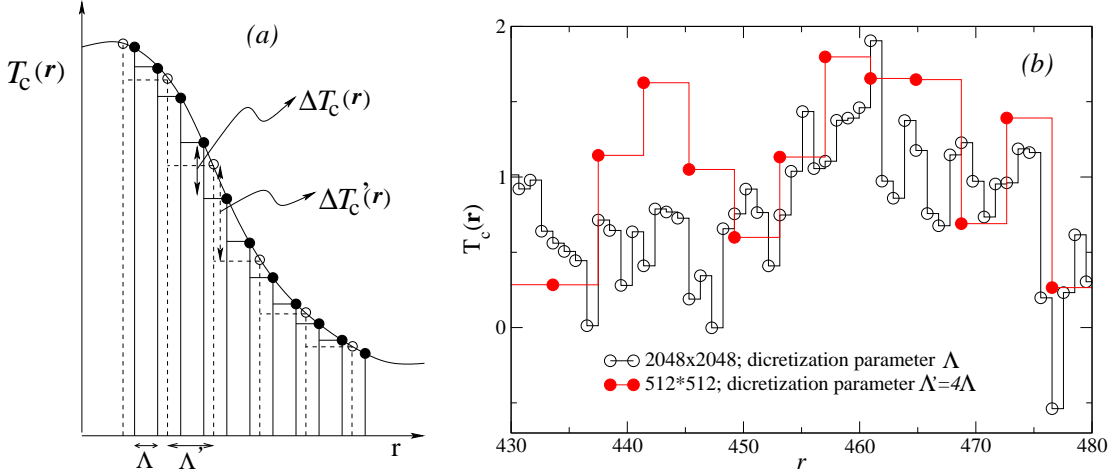 (a)
T_c(r)
ΔT_c(r)
ΔT_c'(r)
r
Λ
Λ'
(b)
T_c(r)
2
1
0
2048x2048; dicretization parameter Λ
512*512; dicretization parameter Λ'=4Λ
430
440
450
460
470
480
r